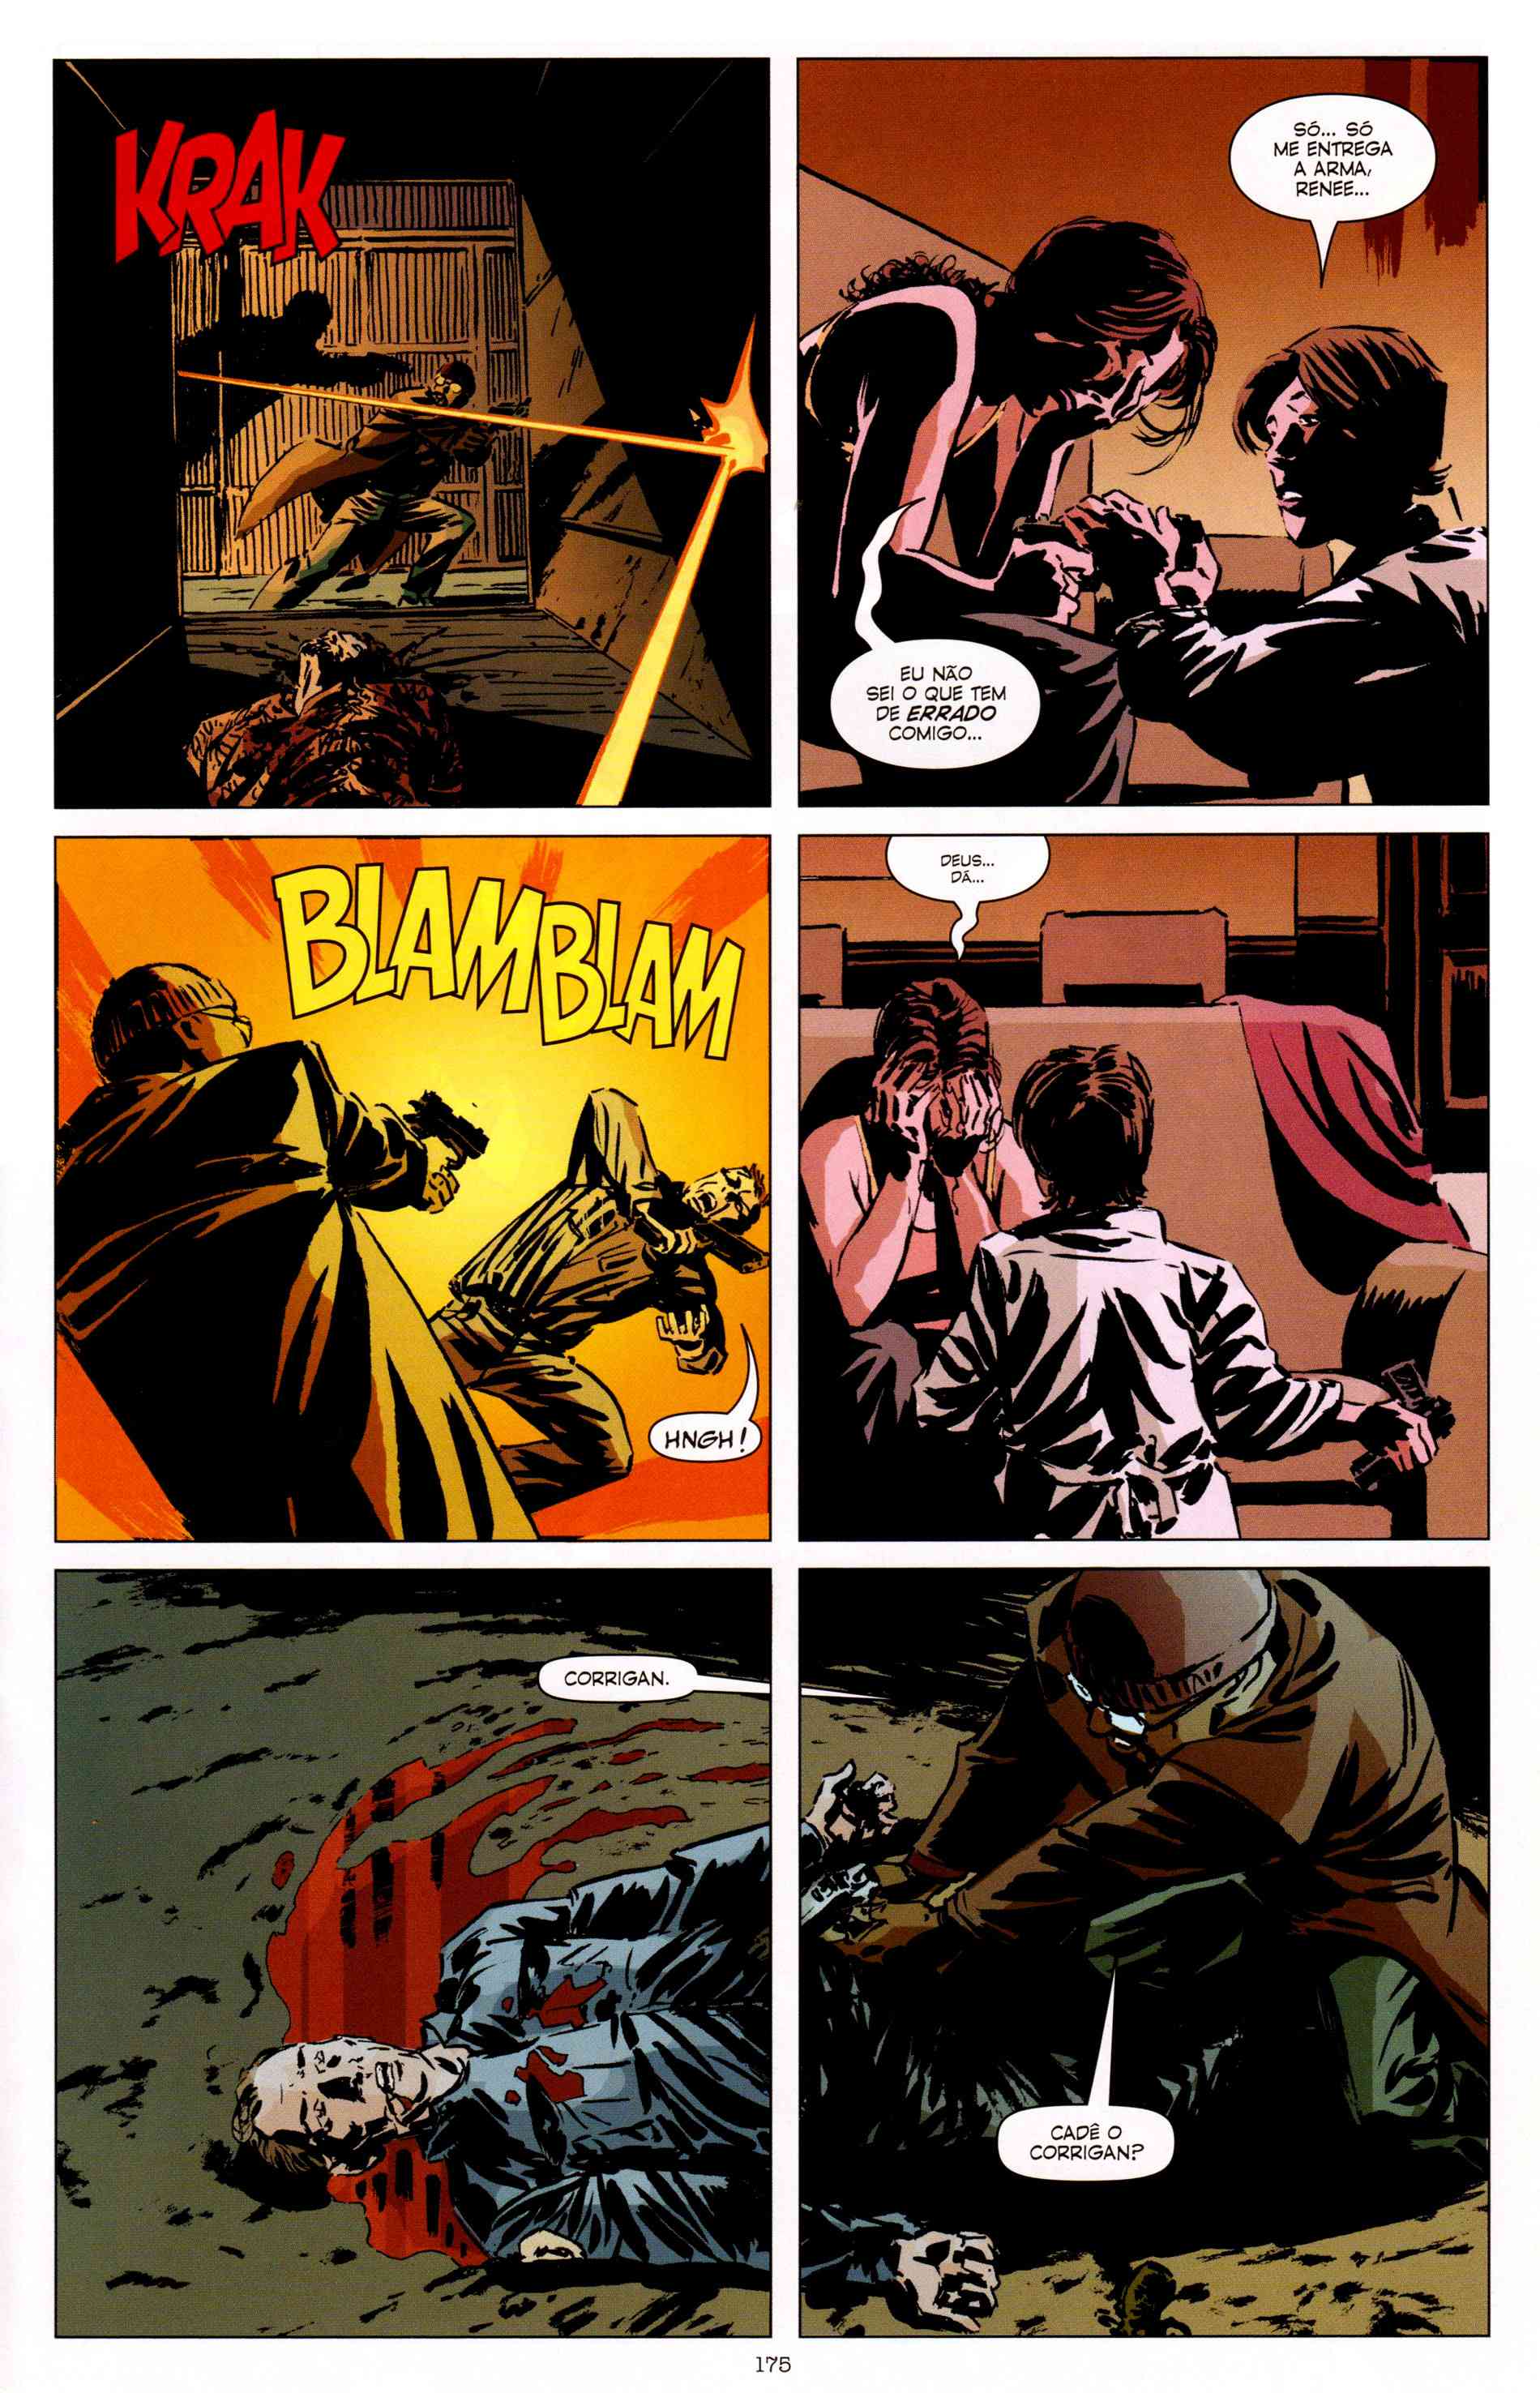 KRAK
SÓ... SÓ
ME ENTREGA
A ARMA,
RENEE...
EU NÃO
SEI O QUE TEM
DE ERRADO
COMIGO...
BLAMBLAM
HNGH!
DEUS...
DÁ...
CORRIGAN.
CADÊ O
CORRIGAN?
175